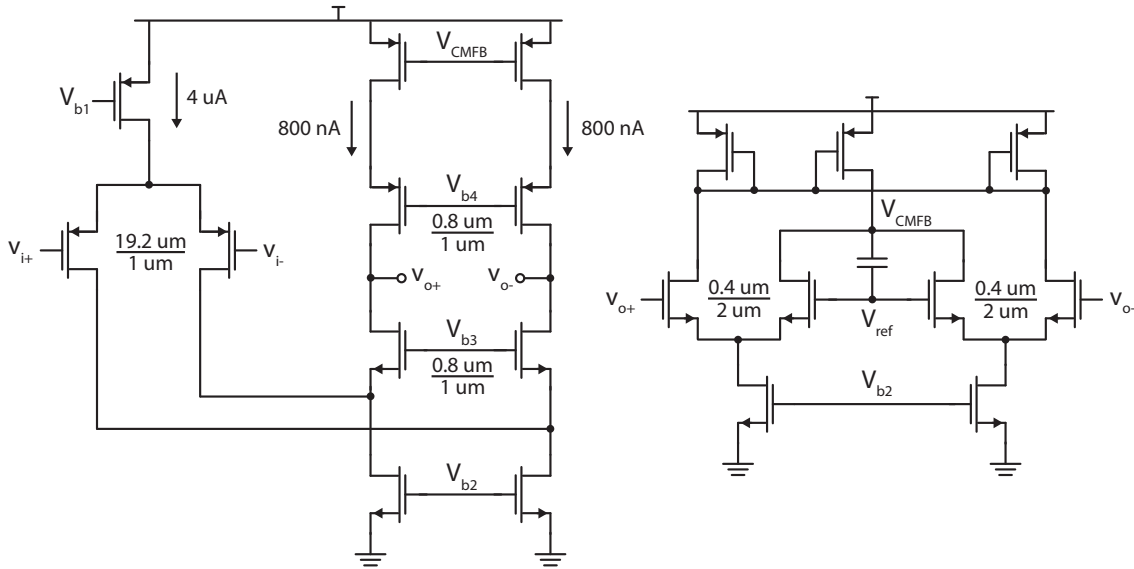 V_CMFB
V_b1
4 uA
800 nA
800 nA
V_b4
0.8 um
1 um
v_i+
19.2 um
1 um
v_i-
v_o+
v_o-
V_b3
0.8 um
1 um
V_b2
V_CMFB
v_o+
0.4 um
2 um
V_ref
0.4 um
2 um
v_o-
V_b2